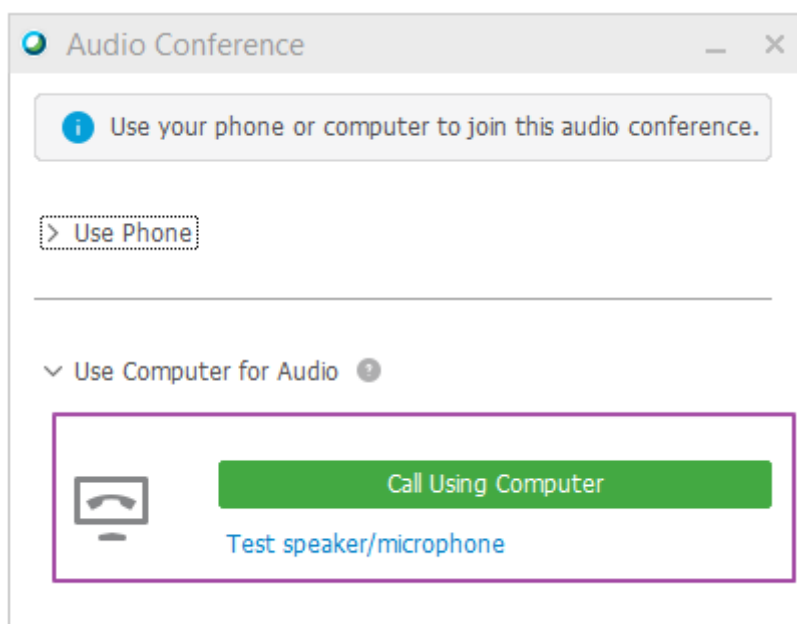 Audio Conference
Use your phone or computer to join this audio conference.
> Use Phone
Use Computer for Audio
Call Using Computer
Test speaker/microphone